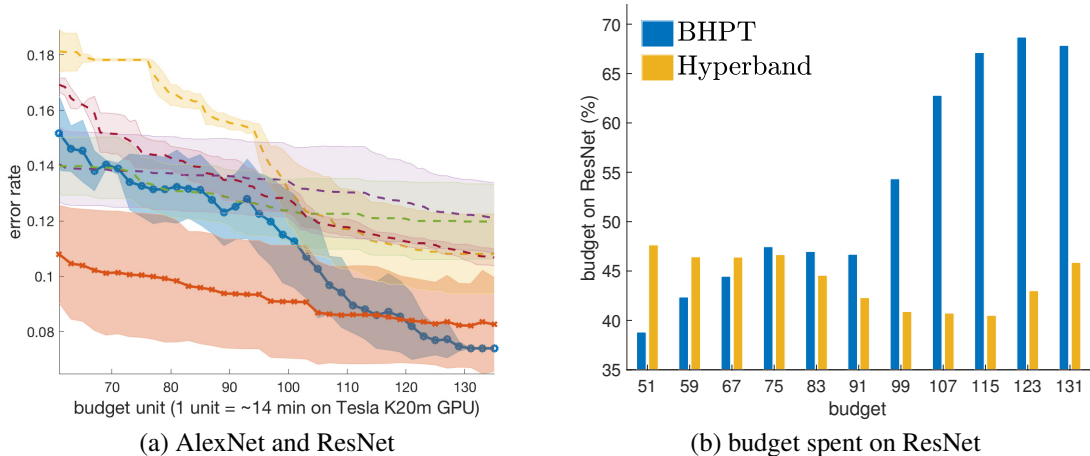 0.18
0.16
0.14
0.12
0.1
0.08
error rate
70 80 90 100 110 120 130
budget unit (1 unit = ~14 min on Tesla K20m GPU)
(a) AlexNet and ResNet
BHPT
Hyperband
70
65
60
55
50
45
40
35
budget on ResNet (%)
51 59 67 75 83 91 99 107 115 123 131
budget
(b) budget spent on ResNet